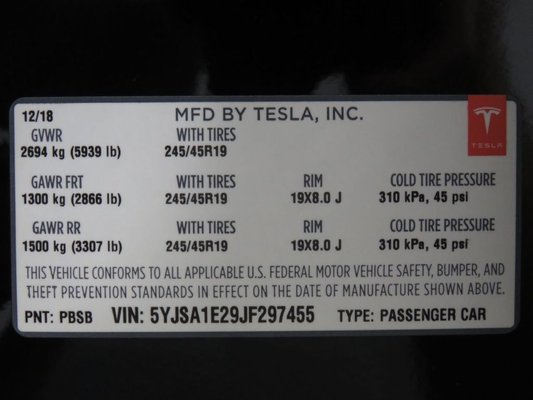 12/18 MFD BY TESLA, INC.
TESLA
GVWR WITH TIRES
2694 kg (5939 lb) 245/45R19
GAWR FRT WITH TIRES RIM COLD TIRE PRESSURE
1300 kg (2866 lb) 245/45R19 19X8.0 J 310 kPa, 45 psi
GAWR RR WITH TIRES RIM COLD TIRE PRESSURE
1500 kg (3307 lb) 245/45R19 19X8.0 J 310 kPa, 45 psi
THIS VEHICLE CONFORMS TO ALL APPLICABLE U.S. FEDERAL MOTOR VEHICLE SAFETY, BUMPER, AND
THEFT PREVENTION STANDARDS IN EFFECT ON THE DATE OF MANUFACTURE SHOWN ABOVE.
PNT: PBSB VIN: 5YJSA1E29JF297455 TYPE: PASSENGER CAR